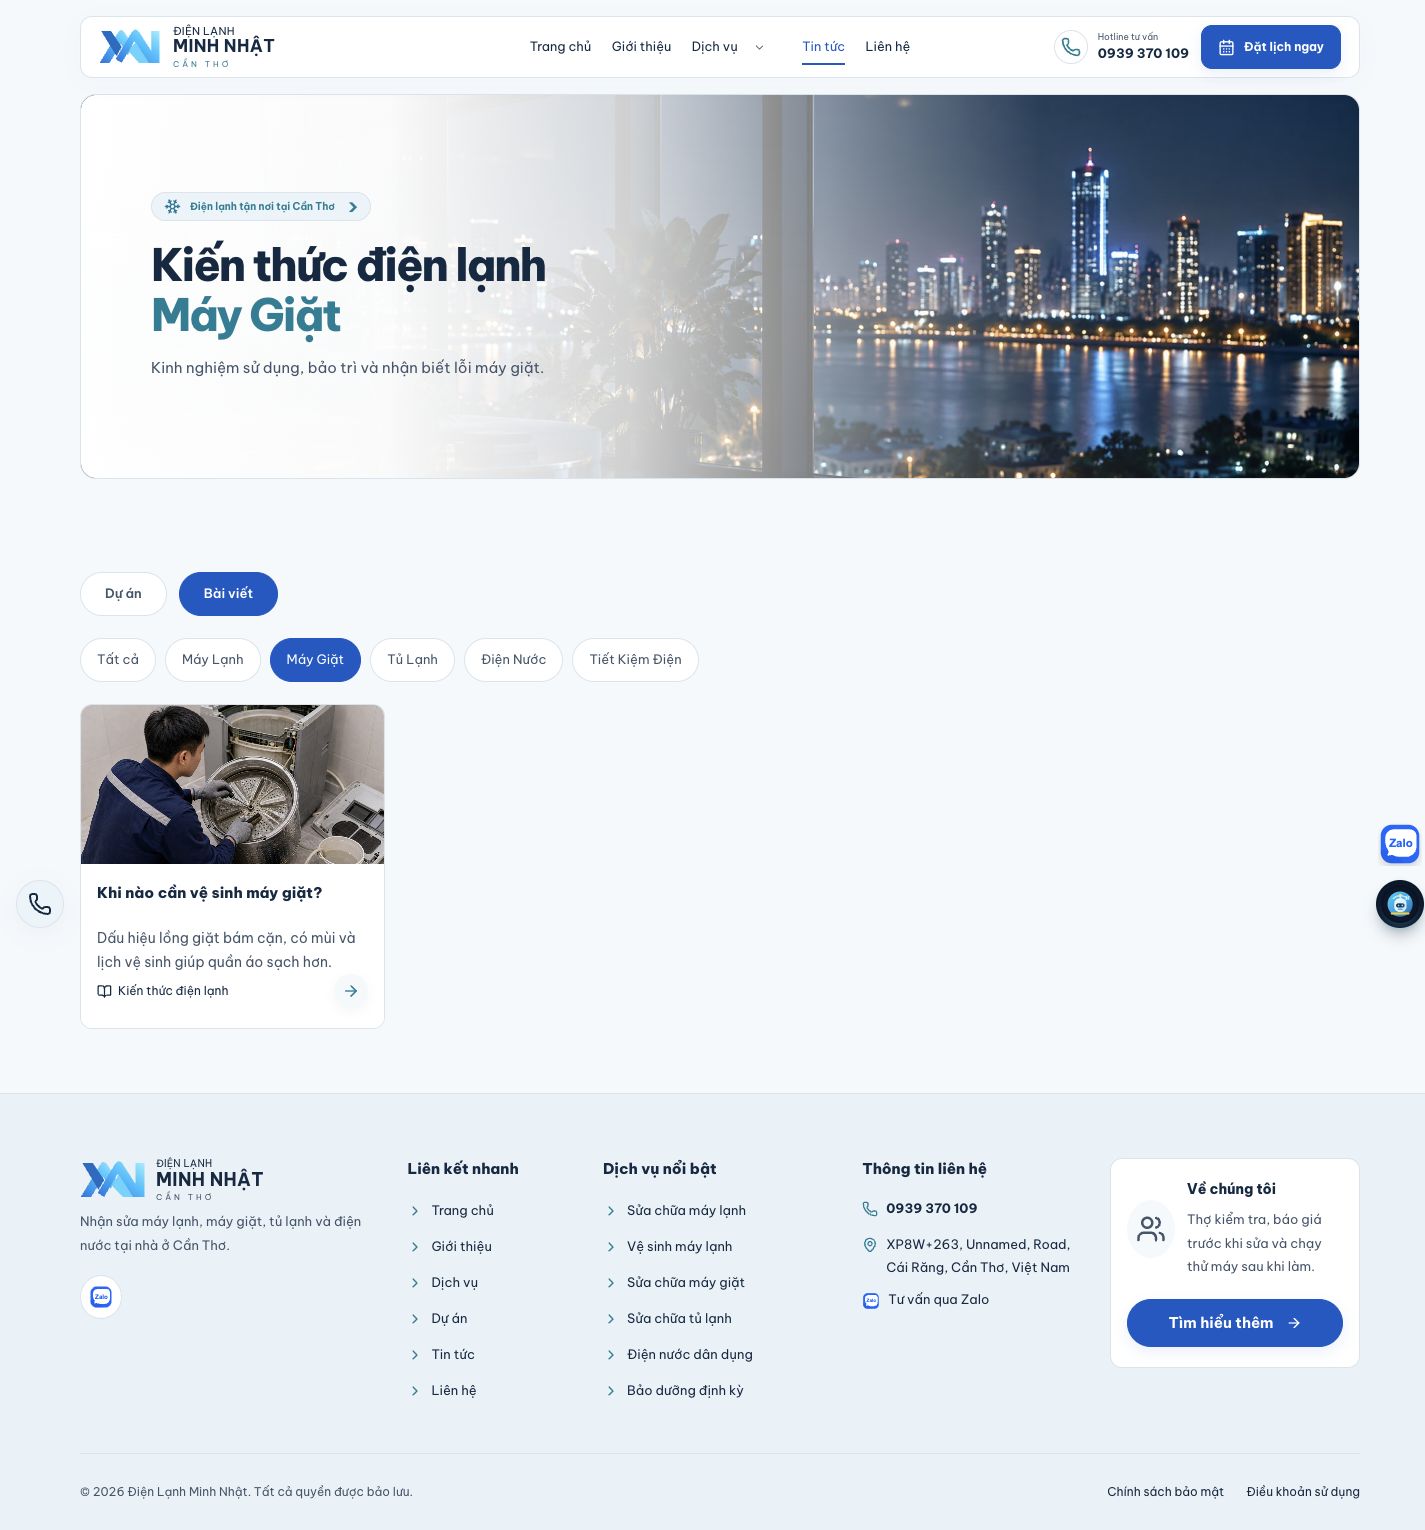 ĐIỆN LẠNH
MINH NHẬT
CẦN THƠ
Trang chủ
Giới thiệu
Dịch vụ
Tin tức
Liên hệ
Hotline tư vấn
0939 370 109
Đặt lịch ngay
Điện lạnh tận nơi tại Cần Thơ
Kiến thức điện lạnh
Máy Giặt
Kinh nghiệm sử dụng, bảo trì và nhận biết lỗi máy giặt.
Dự án
Bài viết
Tất cả
Máy Lạnh
Máy Giặt
Tủ Lạnh
Điện Nước
Tiết Kiệm Điện
Khi nào cần vệ sinh máy giặt?
Dấu hiệu lồng giặt bám cặn, có mùi và
lịch vệ sinh giúp quần áo sạch hơn.
Kiến thức điện lạnh
Zalo
ĐIỆN LẠNH
MINH NHẬT
CẦN THƠ
Nhận sửa máy lạnh, máy giặt, tủ lạnh và điện
nước tại nhà ở Cần Thơ.
Zalo
Liên kết nhanh
Trang chủ
Giới thiệu
Dịch vụ
Dự án
Tin tức
Liên hệ
Dịch vụ nổi bật
Sửa chữa máy lạnh
Vệ sinh máy lạnh
Sửa chữa máy giặt
Sửa chữa tủ lạnh
Điện nước dân dụng
Bảo dưỡng định kỳ
Thông tin liên hệ
0939 370 109
XP8W+263, Unnamed, Road,
Cái Răng, Cần Thơ, Việt Nam
Zalo
Tư vấn qua Zalo
Về chúng tôi
Thợ kiểm tra, báo giá
trước khi sửa và chạy
thử máy sau khi làm.
Tìm hiểu thêm
© 2026 Điện Lạnh Minh Nhật. Tất cả quyền được bảo lưu.
Chính sách bảo mật
Điều khoản sử dụng